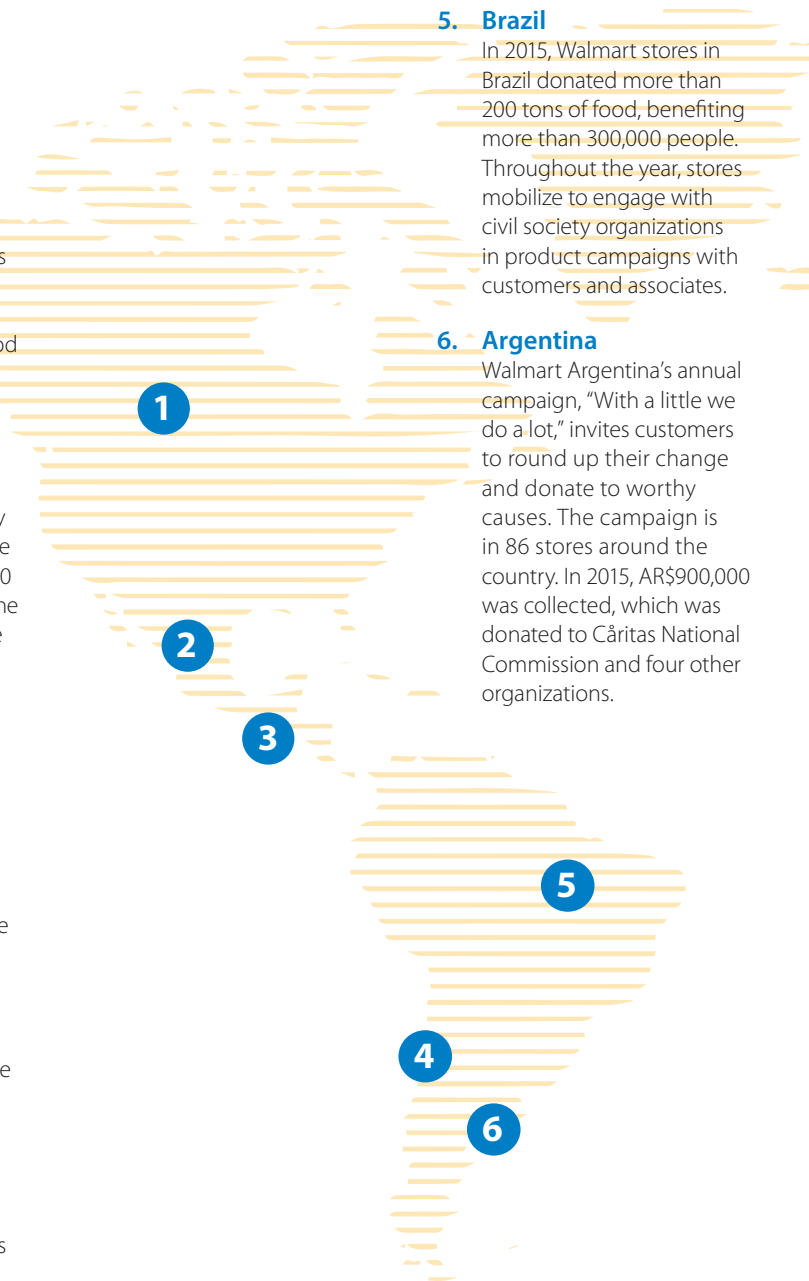 5. Brazil
In 2015, Walmart stores in
Brazil donated more than
200 tons of food, benefiting
more than 300,000 people.
Throughout the year, stores
mobilize to engage with
civil society organizations
in product campaigns with
customers and associates.
6. Argentina
Walmart Argentina’s annual
campaign, “With a little we
do a lot,” invites customers
to round up their change
and donate to worthy
causes. The campaign is
in 86 stores around the
country. In 2015, AR$900,000
was collected, which was
donated to Cåritas National
Commission and four other
organizations.
1
2
3
5
4
6